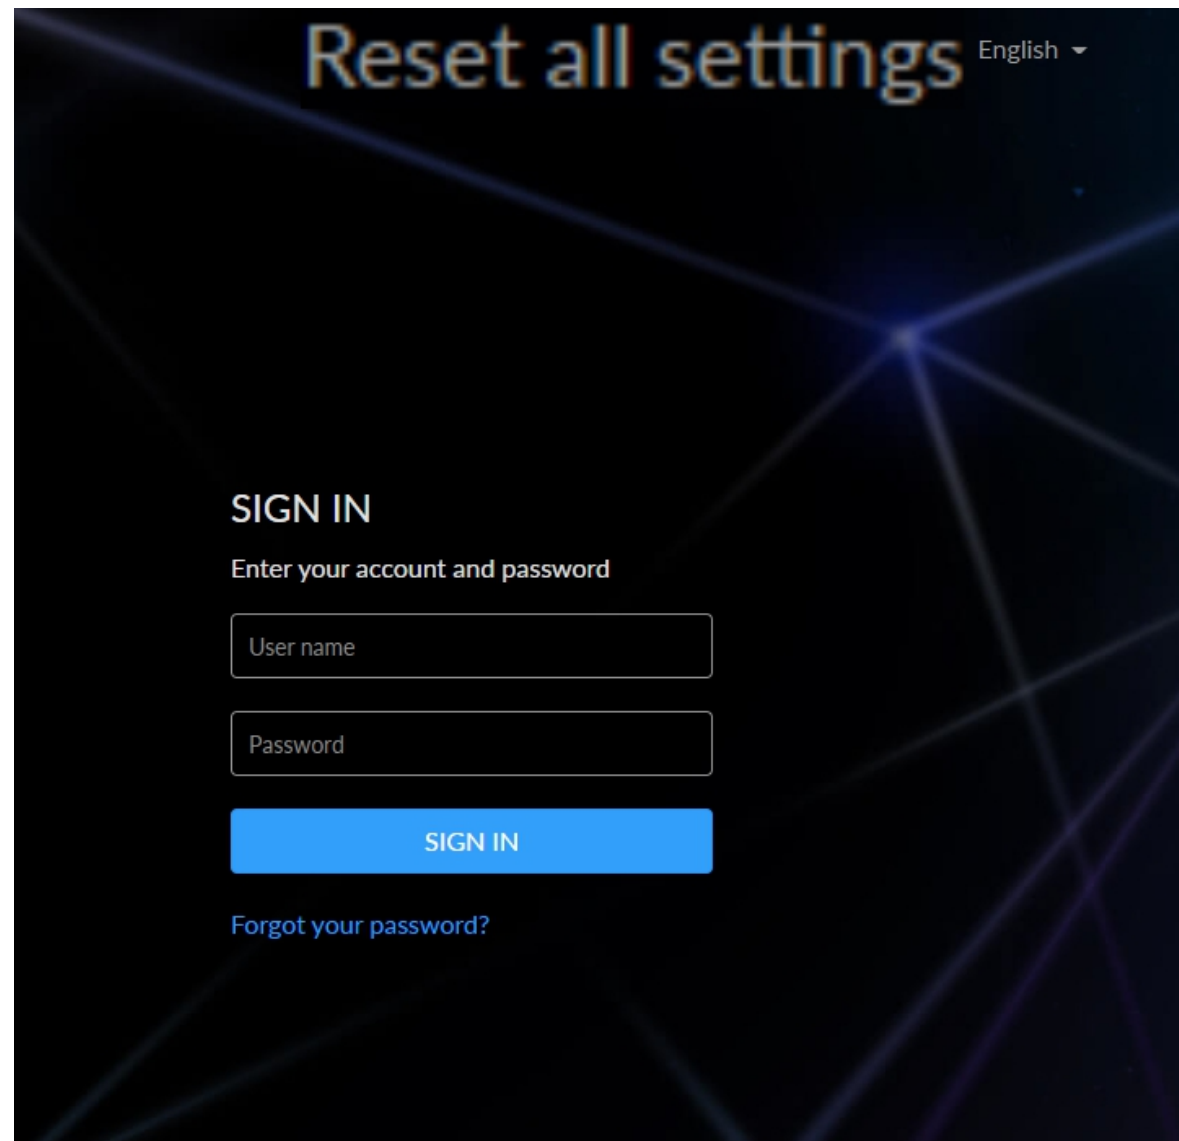 Reset all settings
English
SIGN IN
Enter your account and password
User name
Password
SIGN IN
Forgot your password?